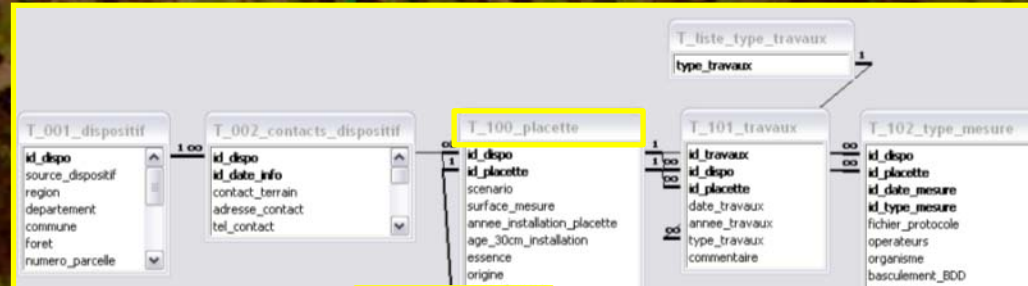 T_liste_type_travaux
type_travaux
1
T_001_dispositif
id_dispo
source_dispositif
region
departement
commune
foret
numero_parcelle
1 ∞
T_002_contacts_dispositif
id_dispo
id_date_info
contact_terrain
adresse_contact
tel_contact
∞
1
T_100_placette
id_dispo
id_placette
scenario
surface_mesure
annee_installation_placette
age_30cm_installation
essence
origine
1
1 ∞
∞
∞
T_101_travaux
id_travaux
id_dispo
id_placette
date_travaux
annee_travaux
type_travaux
commentaire
∞
∞
T_102_type_mesure
id_dispo
id_placette
id_date_mesure
id_type_mesure
fichier_protocole
operateurs
organisme
basculement_BDD